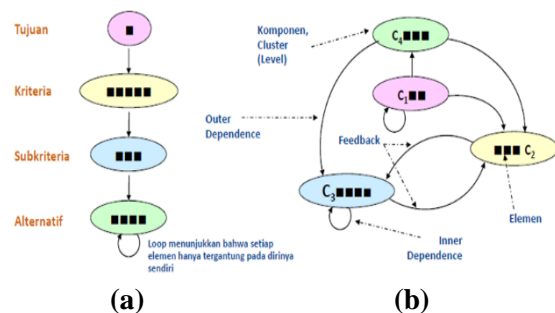 Tujuan
Kriteria
Subkriteria
Alternatif
Loop menunjukkan bahwa setiap
elemen hanya tergantung pada dirinya
sendiri
(a)
Komponen,
Cluster
(Level)
C4
C1
Outer
Dependence
Feedback
C2
C3
Elemen
Inner
Dependence
(b)